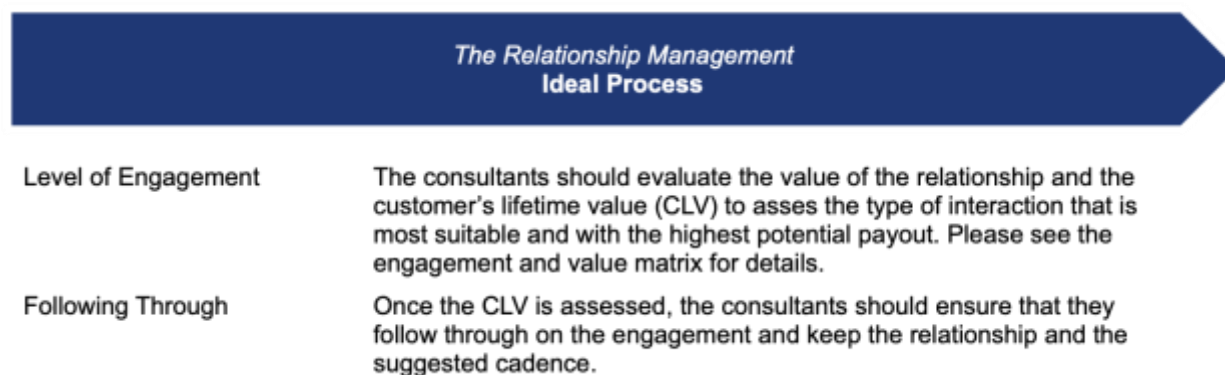 The Relationship Management
Ideal Process
Level of Engagement
The consultants should evaluate the value of the relationship and the
customer's lifetime value (CLV) to asses the type of interaction that is
most suitable and with the highest potential payout. Please see the
engagement and value matrix for details.
Following Through
Once the CLV is assessed, the consultants should ensure that they
follow through on the engagement and keep the relationship and the
suggested cadence.